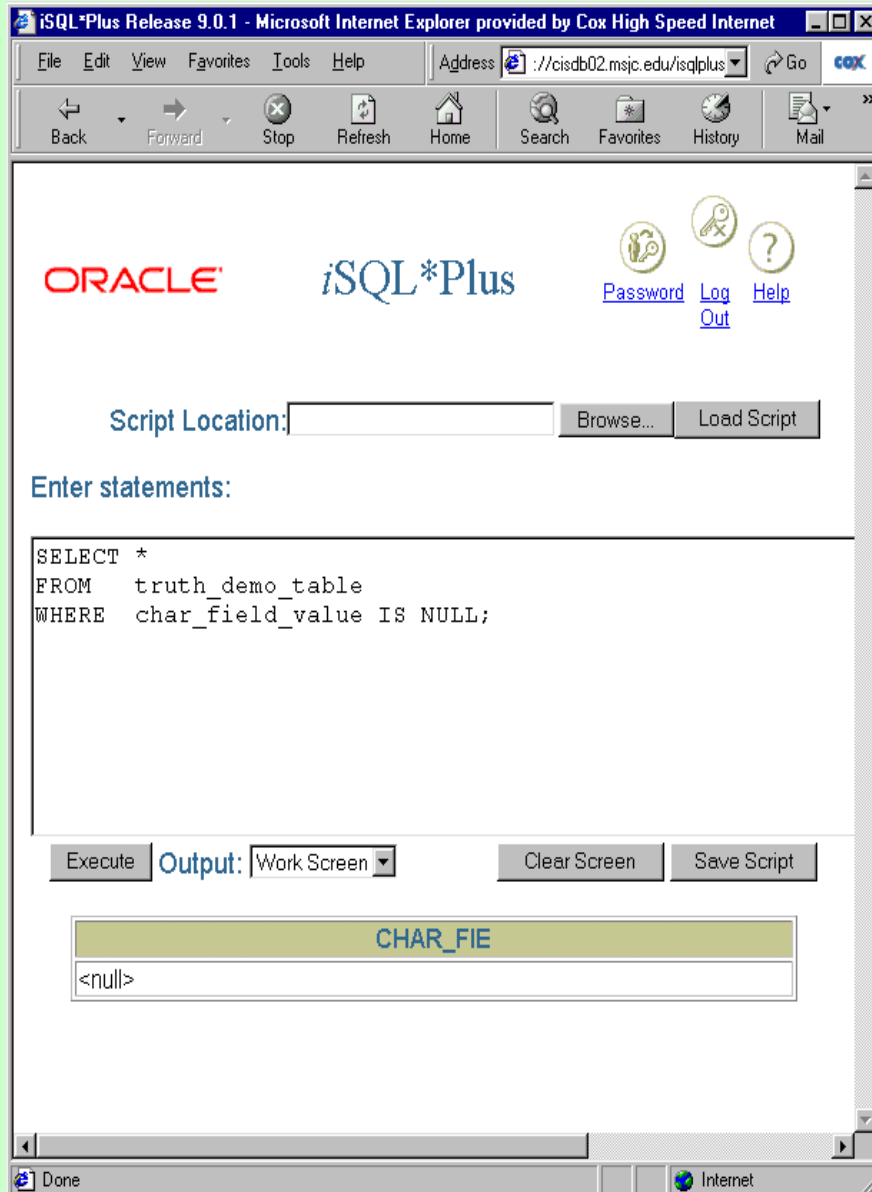 iSQL*Plus Release 9.0.1 - Microsoft Internet Explorer provided by Cox High Speed Internet
File Edit View Favorites Tools Help Address ://cisdb02.msjc.edu/isqlplus Go COX
Back Forward Stop Refresh Home Search Favorites History Mail »
ORACLE iSQL*Plus Password Log Out Help
Script Location: Browse... Load Script
Enter statements:
SELECT *
FROM truth_demo_table
WHERE char_field_value IS NULL;
Execute Output: Work Screen Clear Screen Save Script
CHAR_FIE
<null>
Done Internet